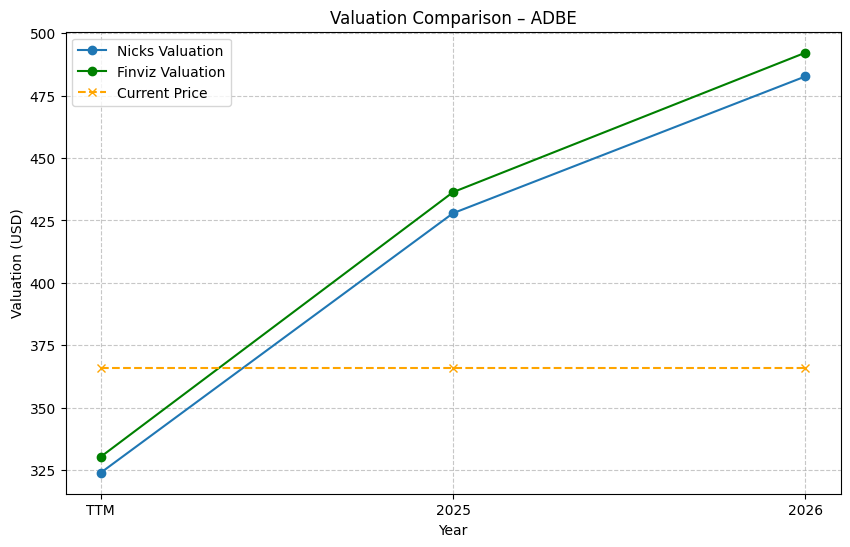 Valuation Comparison – ADBE
Nicks Valuation
Finviz Valuation
Current Price
Valuation (USD)
500
475
450
425
400
375
350
325
TTM
2025
2026
Year